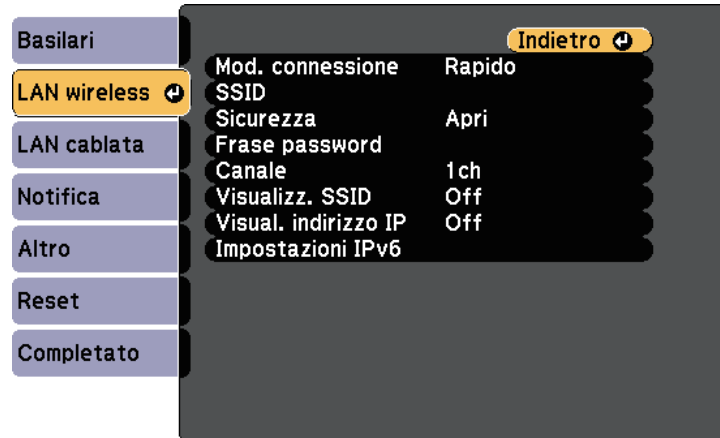 Basilari
LAN wireless
LAN cablata
Notifica
Altro
Reset
Completato
Indietro
Mod. connessione Rapido
SSID
Sicurezza Apri
Frase password
Canale 1ch
Visualizz. SSID Off
Visual. indirizzo IP Off
Impostazioni IPv6